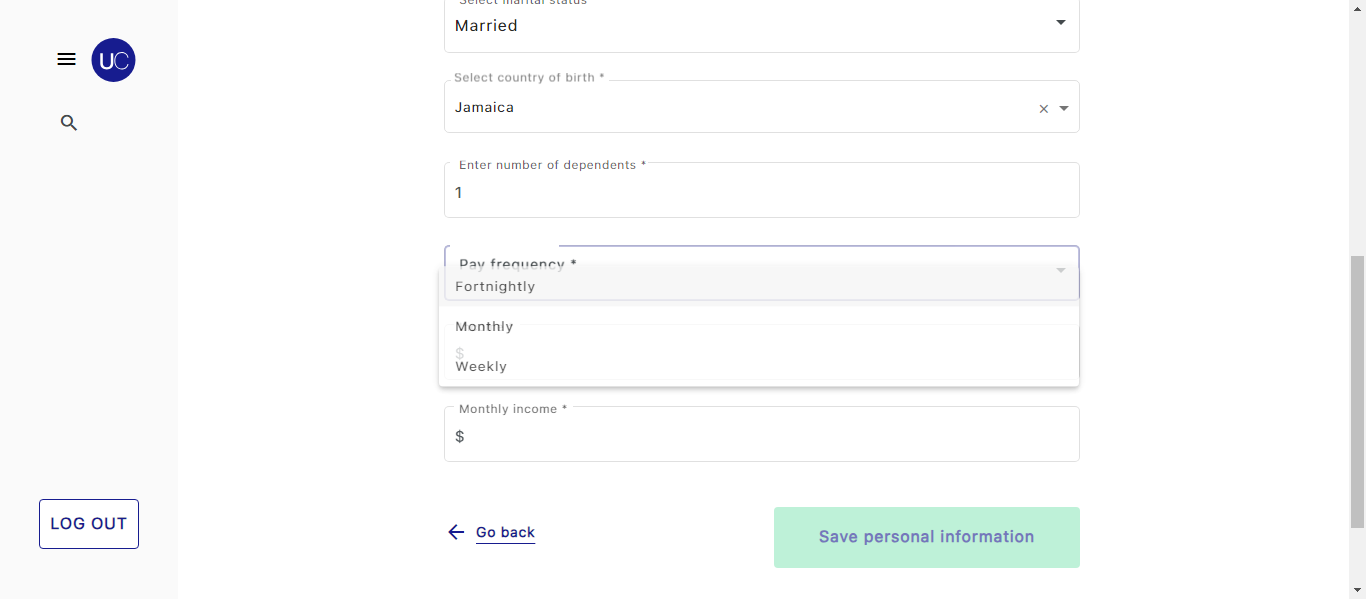 Select marital status
Married
UC
Select country of birth *
Jamaica
Enter number of dependents *
1
Pay frequency *
Fortnightly
Monthly
$
Weekly
Monthly income *
$
LOG OUT
Go back
Save personal information